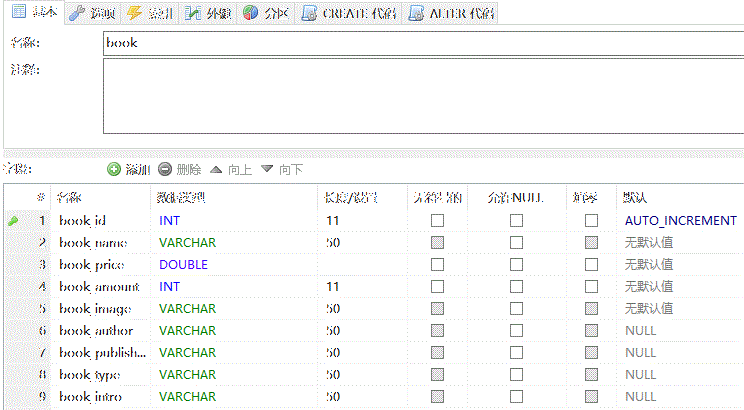 基本 选项 索引 外键 分区 CREATE 代码 ALTER 代码
名称: book
注释:
字段: 添加 删除 向上 向下
# 名称 数据类型 长度/设置 无符号的 允许NULL 填零 默认
1 book_id INT 11 AUTO_INCREMENT
2 book_name VARCHAR 50 无默认值
3 book_price DOUBLE 无默认值
4 book_amount INT 11 无默认值
5 book_image VARCHAR 50 无默认值
6 book_author VARCHAR 50 NULL
7 book_publish... VARCHAR 50 NULL
8 book_type VARCHAR 50 NULL
9 book_intro VARCHAR 50 NULL